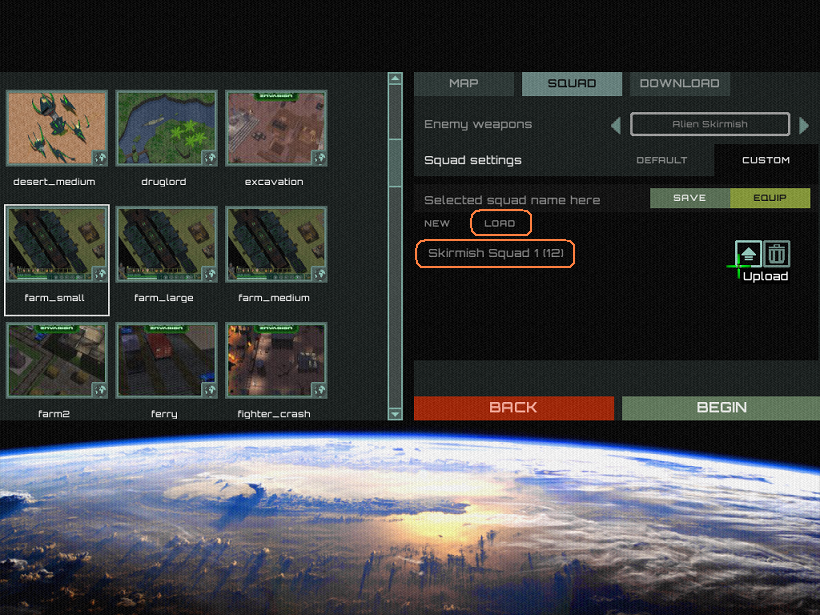 MAP SQUAD DOWNLOAD
Enemy weapons Alien Skirmish
Squad settings DEFAULT CUSTOM
Selected squad name here SAVE EQUIP
NEW LOAD
Skirmish Squad 1 (12)
Upload
BACK BEGIN
INVASION
desert_medium druglord excavation
farm_small farm_large farm_medium
INVASION INVASION INVASION
farm2 ferry fighter_crash